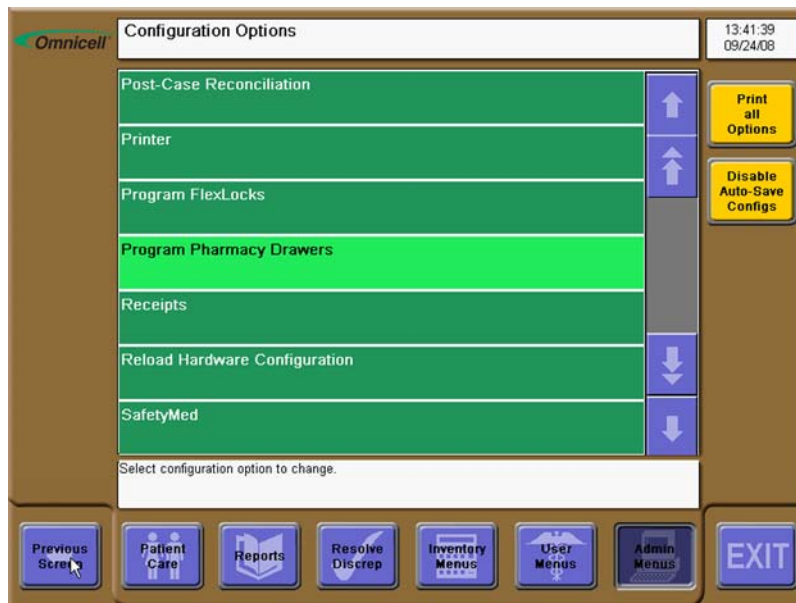 Omnicell
Configuration Options
13:41:39
09/24/08
Post-Case Reconciliation
Printer
Program FlexLocks
Program Pharmacy Drawers
Receipts
Reload Hardware Configuration
SafetyMed
Print
all
Options
Disable
Auto-Save
Configs
Select configuration option to change.
Previous
Screen
Patient
Care
Reports
Resolve
Discrep
Inventory
Menus
User
Menus
Admin
Menus
EXIT